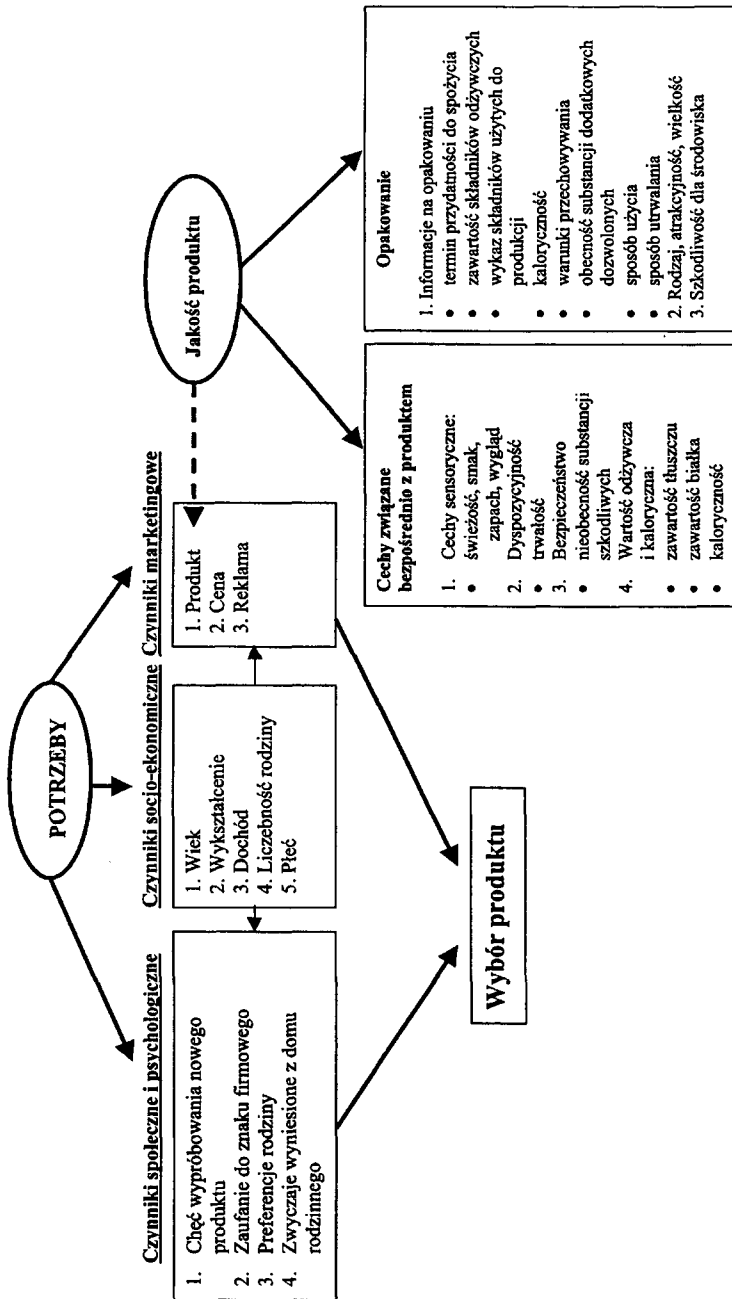 POTRZEBY
Czynniki społeczne i psychologiczne
1. Chęć wypróbowania nowego
produktu
2. Zaufanie do znaku firmowego
3. Preferencje rodziny
4. Zwyczaje wyniesione z domu
rodzinnego
Czynniki socjo-ekonomiczne
1. Wiek
2. Wykształcenie
3. Dochód
4. Liczebność rodziny
5. Płeć
Czynniki marketingowe
1. Produkt
2. Cena
3. Reklama
Jakość produktu
Wybór produktu
Cechy związane
bezpośrednio z produktem
1. Cechy sensoryczne:
• świeżość, smak,
zapach, wygląd
2. Dyspozycyjność
• trwałość
3. Bezpieczeństwo
• nieobecność substancji
szkodliwych
4. Wartość odżywcza
i kaloryczna:
• zawartość tłuszczu
• zawartość białka
• kaloryczność
Opakowanie
1. Informacje na opakowaniu
• termin przydatności do spożycia
• zawartość składników odżywczych
• wykaz składników użytych do
produkcji
• kaloryczność
• warunki przechowywania
• obecność substancji dodatkowych
dozwolonych
• sposób użycia
• sposób utrwalania
2. Rodzaj, atrakcyjność, wielkość
3. Szkodliwość dla środowiska